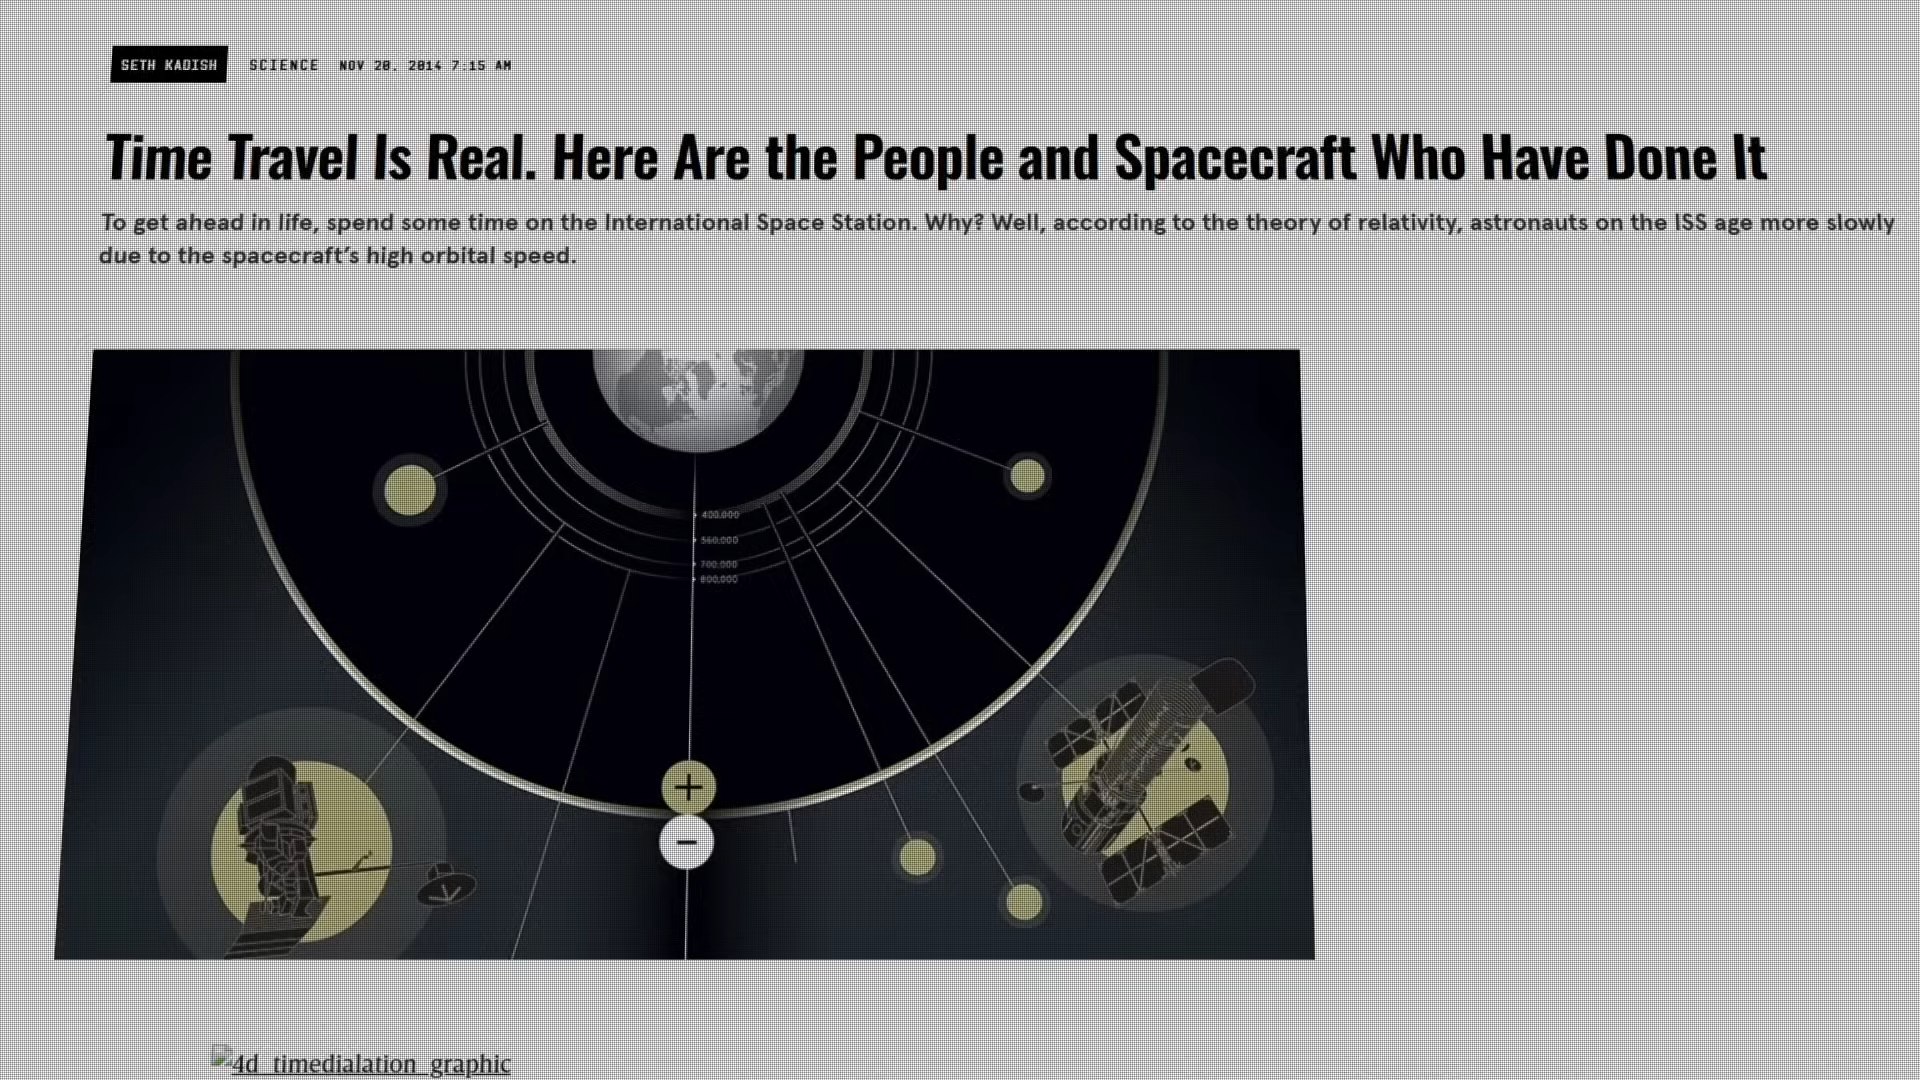 SETH KADISH SCIENCE NOV 20, 2014 7:15 AM
Time Travel Is Real. Here Are the People and Spacecraft Who Have Done It
To get ahead in life, spend some time on the International Space Station. Why? Well, according to the theory of relativity, astronauts on the ISS age more slowly
due to the spacecraft’s high orbital speed.
400,000
560,000
700,000
800,000
+
−
4d_timedialation_graphic